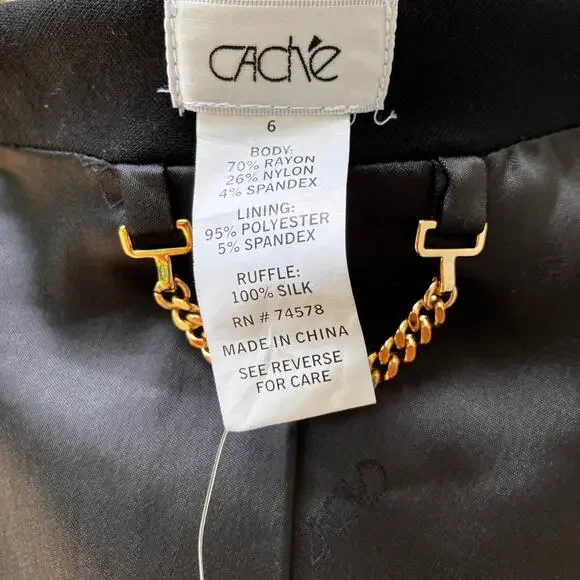 CACHÉ
6
BODY:
70% RAYON
26% NYLON
4% SPANDEX
LINING:
95% POLYESTER
5% SPANDEX
RUFFLE:
100% SILK
RN # 74578
MADE IN CHINA
SEE REVERSE
FOR CARE